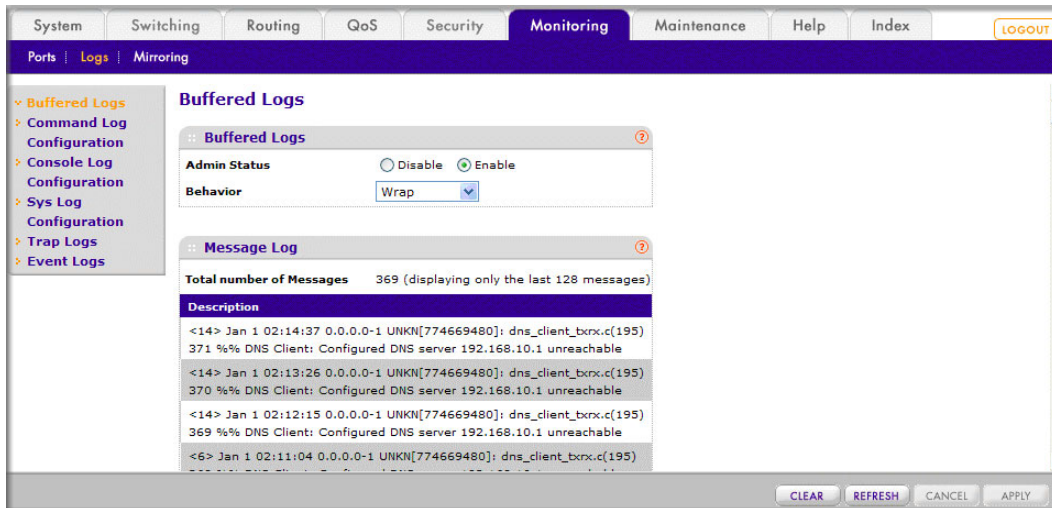 System Switching Routing QoS Security Monitoring Maintenance Help Index LOGOUT
Ports Logs Mirroring
Buffered Logs
Command Log
Configuration
Console Log
Configuration
Sys Log
Configuration
Trap Logs
Event Logs
Buffered Logs
Buffered Logs
Admin Status Disable Enable
Behavior Wrap
Message Log
Total number of Messages 369 (displaying only the last 128 messages)
Description
<14> Jan 1 02:14:37 0.0.0.0-1 UNKN[774669480]: dns_client_txrx.c(195)
371 %% DNS Client: Configured DNS server 192.168.10.1 unreachable
<14> Jan 1 02:13:26 0.0.0.0-1 UNKN[774669480]: dns_client_txrx.c(195)
370 %% DNS Client: Configured DNS server 192.168.10.1 unreachable
<14> Jan 1 02:12:15 0.0.0.0-1 UNKN[774669480]: dns_client_txrx.c(195)
369 %% DNS Client: Configured DNS server 192.168.10.1 unreachable
<6> Jan 1 02:11:04 0.0.0.0-1 UNKN[774669480]: dns_client_txrx.c(195)
CLEAR REFRESH CANCEL APPLY